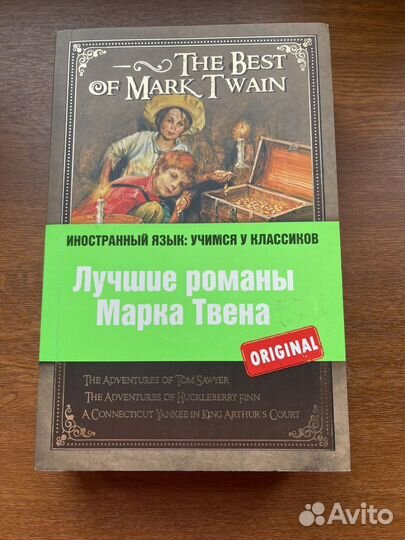 THE BEST
OF MARK TWAIN
ИНОСТРАННЫЙ ЯЗЫК: УЧИМСЯ У КЛАССИКОВ
Лучшие романы
Марка Твена
ORIGINAL
THE ADVENTURES OF TOM SAWYER
THE ADVENTURES OF HUCKLEBERRY FINN
A CONNECTICUT YANKEE IN KING ARTHUR'S COURT
Avito